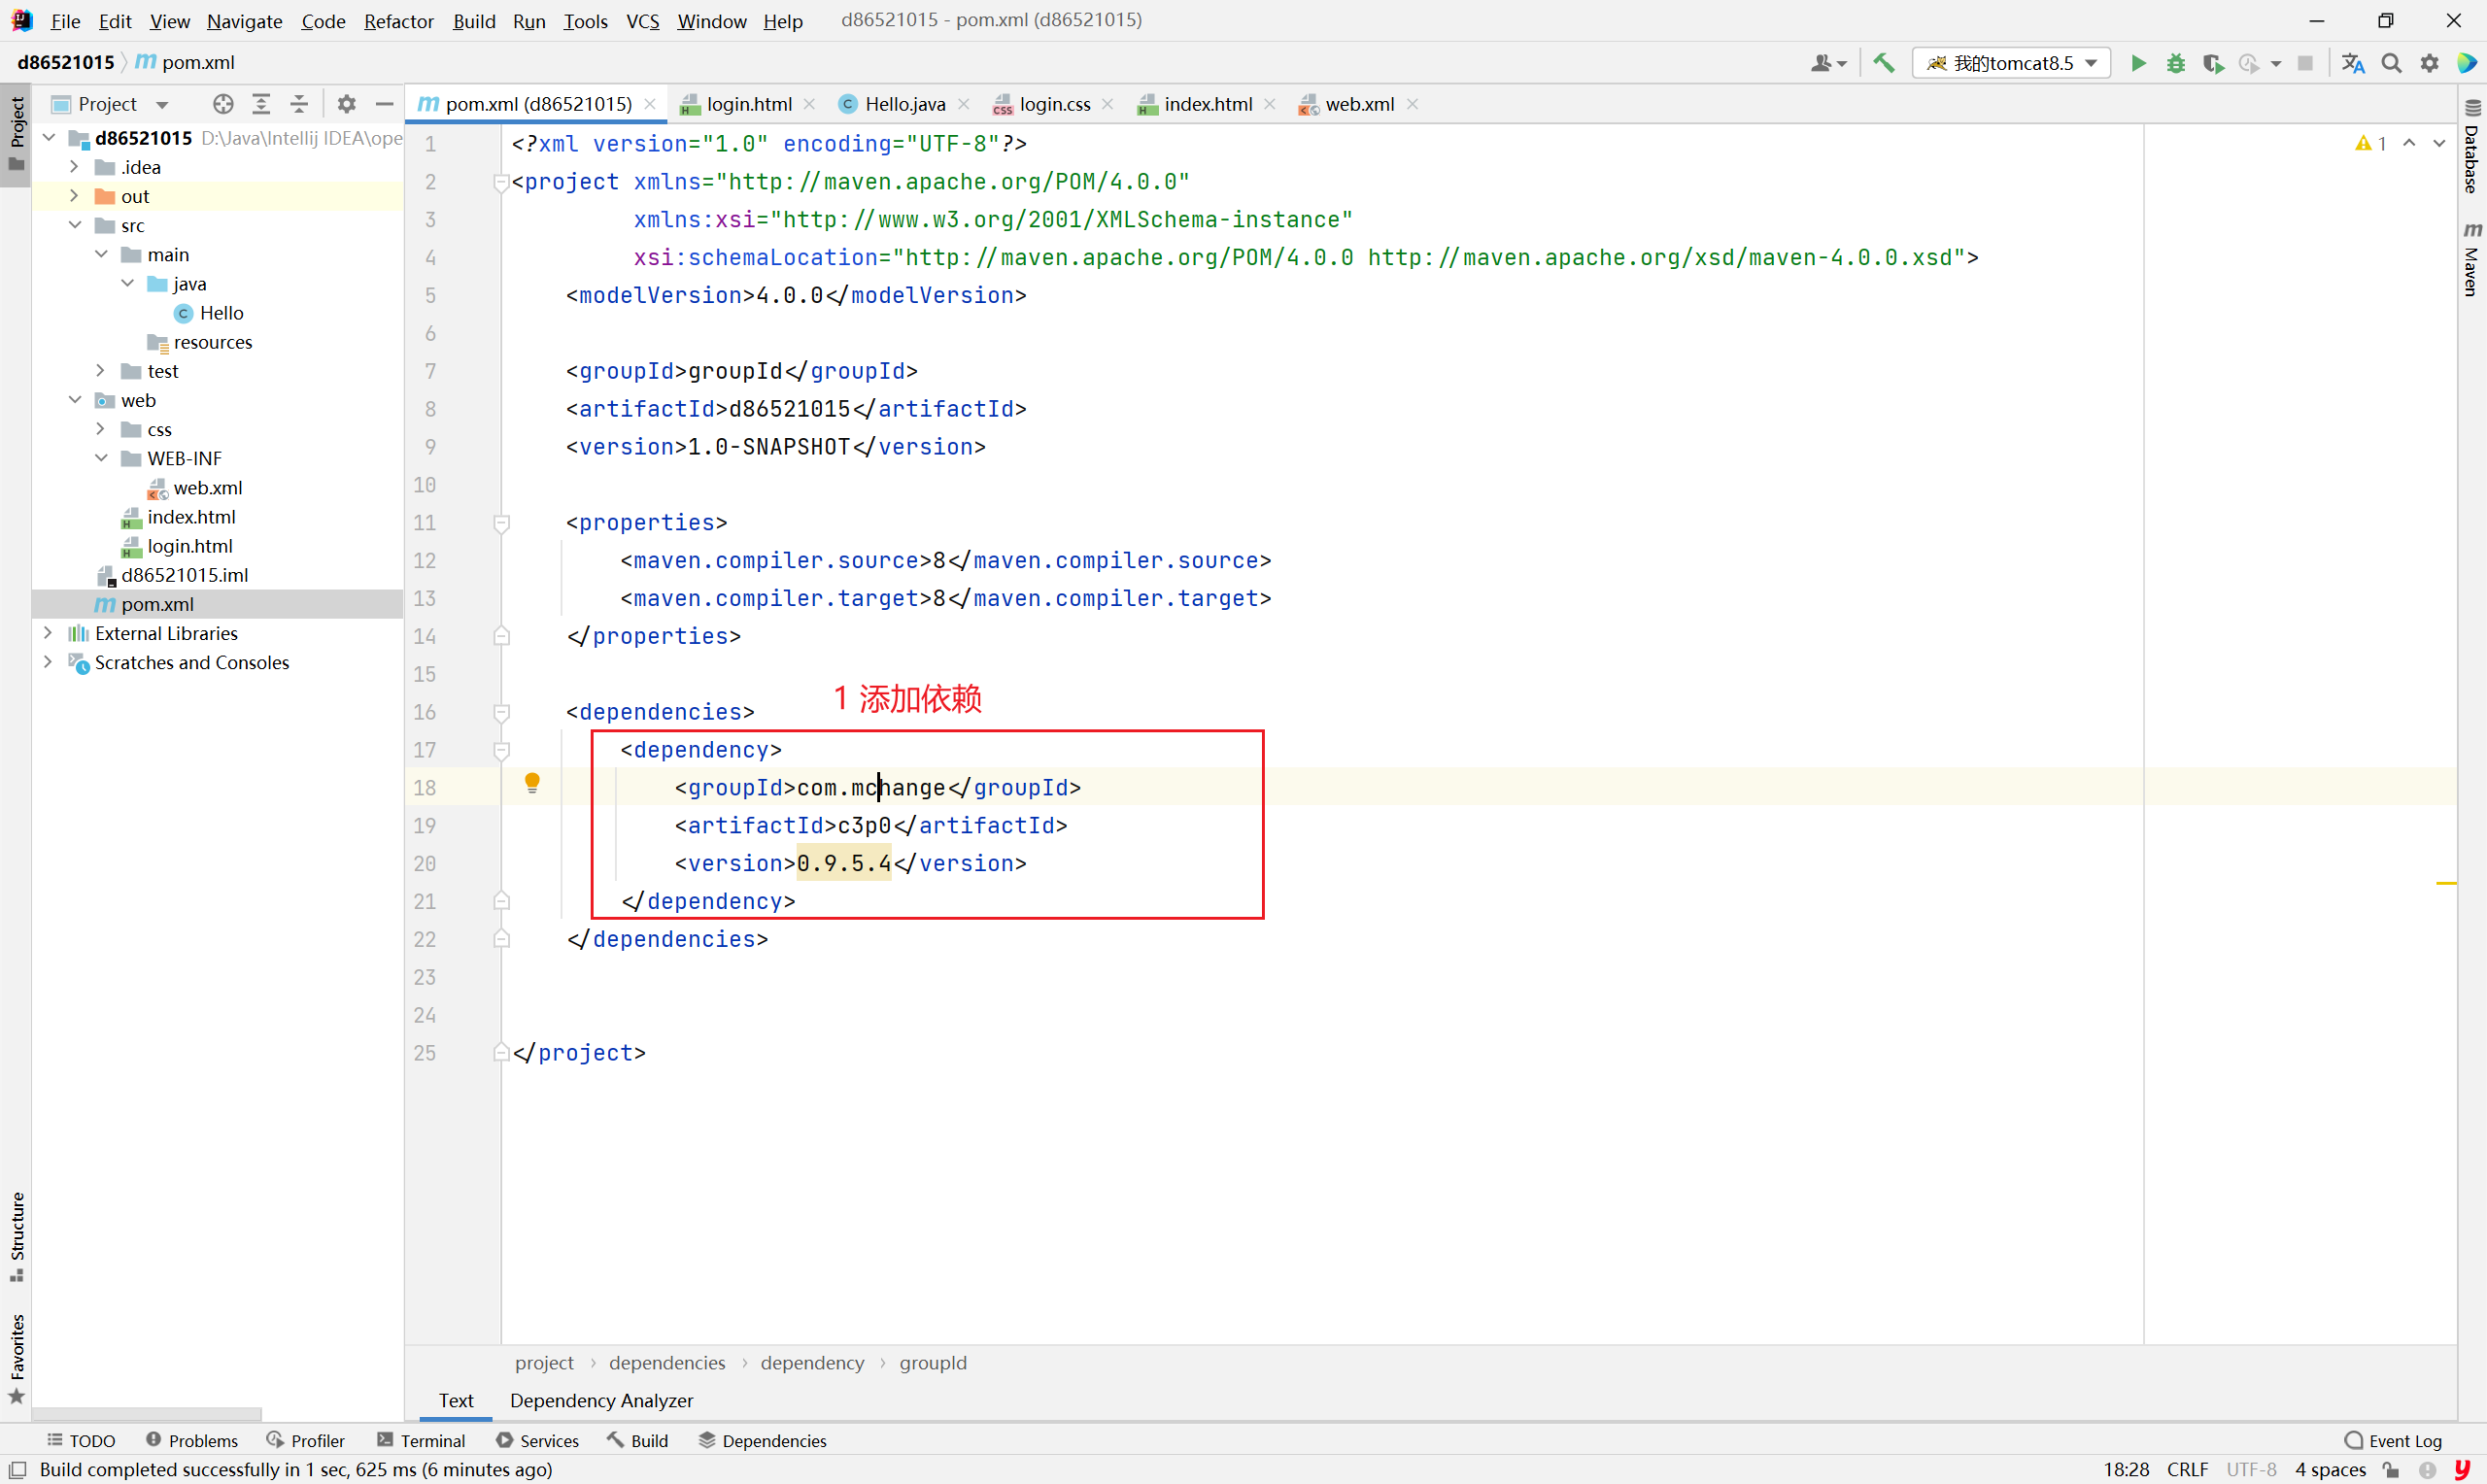 File Edit View Navigate Code Refactor Build Run Tools VCS Window Help d86521015 - pom.xml (d86521015)
d86521015 pom.xml
我的tomcat8.5
Project
pom.xml (d86521015) login.html Hello.java login.css index.html web.xml
d86521015 D:\Java\Intellij IDEA\ope
.idea
out
src
main
java
Hello
resources
test
web
css
WEB-INF
web.xml
index.html
login.html
d86521015.iml
pom.xml
External Libraries
Scratches and Consoles
Project
Structure
Favorites
1 <?xml version="1.0" encoding="UTF-8"?>
2 <project xmlns="http://maven.apache.org/POM/4.0.0"
3 xmlns:xsi="http://www.w3.org/2001/XMLSchema-instance"
4 xsi:schemaLocation="http://maven.apache.org/POM/4.0.0 http://maven.apache.org/xsd/maven-4.0.0.xsd">
5 <modelVersion>4.0.0</modelVersion>
6
7 <groupId>groupId</groupId>
8 <artifactId>d86521015</artifactId>
9 <version>1.0-SNAPSHOT</version>
10
11 <properties>
12 <maven.compiler.source>8</maven.compiler.source>
13 <maven.compiler.target>8</maven.compiler.target>
14 </properties>
15
1 添加依赖
16 <dependencies>
17 <dependency>
18 <groupId>com.mchange</groupId>
19 <artifactId>c3p0</artifactId>
20 <version>0.9.5.4</version>
21 </dependency>
22 </dependencies>
23
24
25 </project>
1
Database
Maven
project › dependencies › dependency › groupId
Text Dependency Analyzer
TODO Problems Profiler Terminal Services Build Dependencies Event Log
Build completed successfully in 1 sec, 625 ms (6 minutes ago) 18:28 CRLF UTF-8 4 spaces